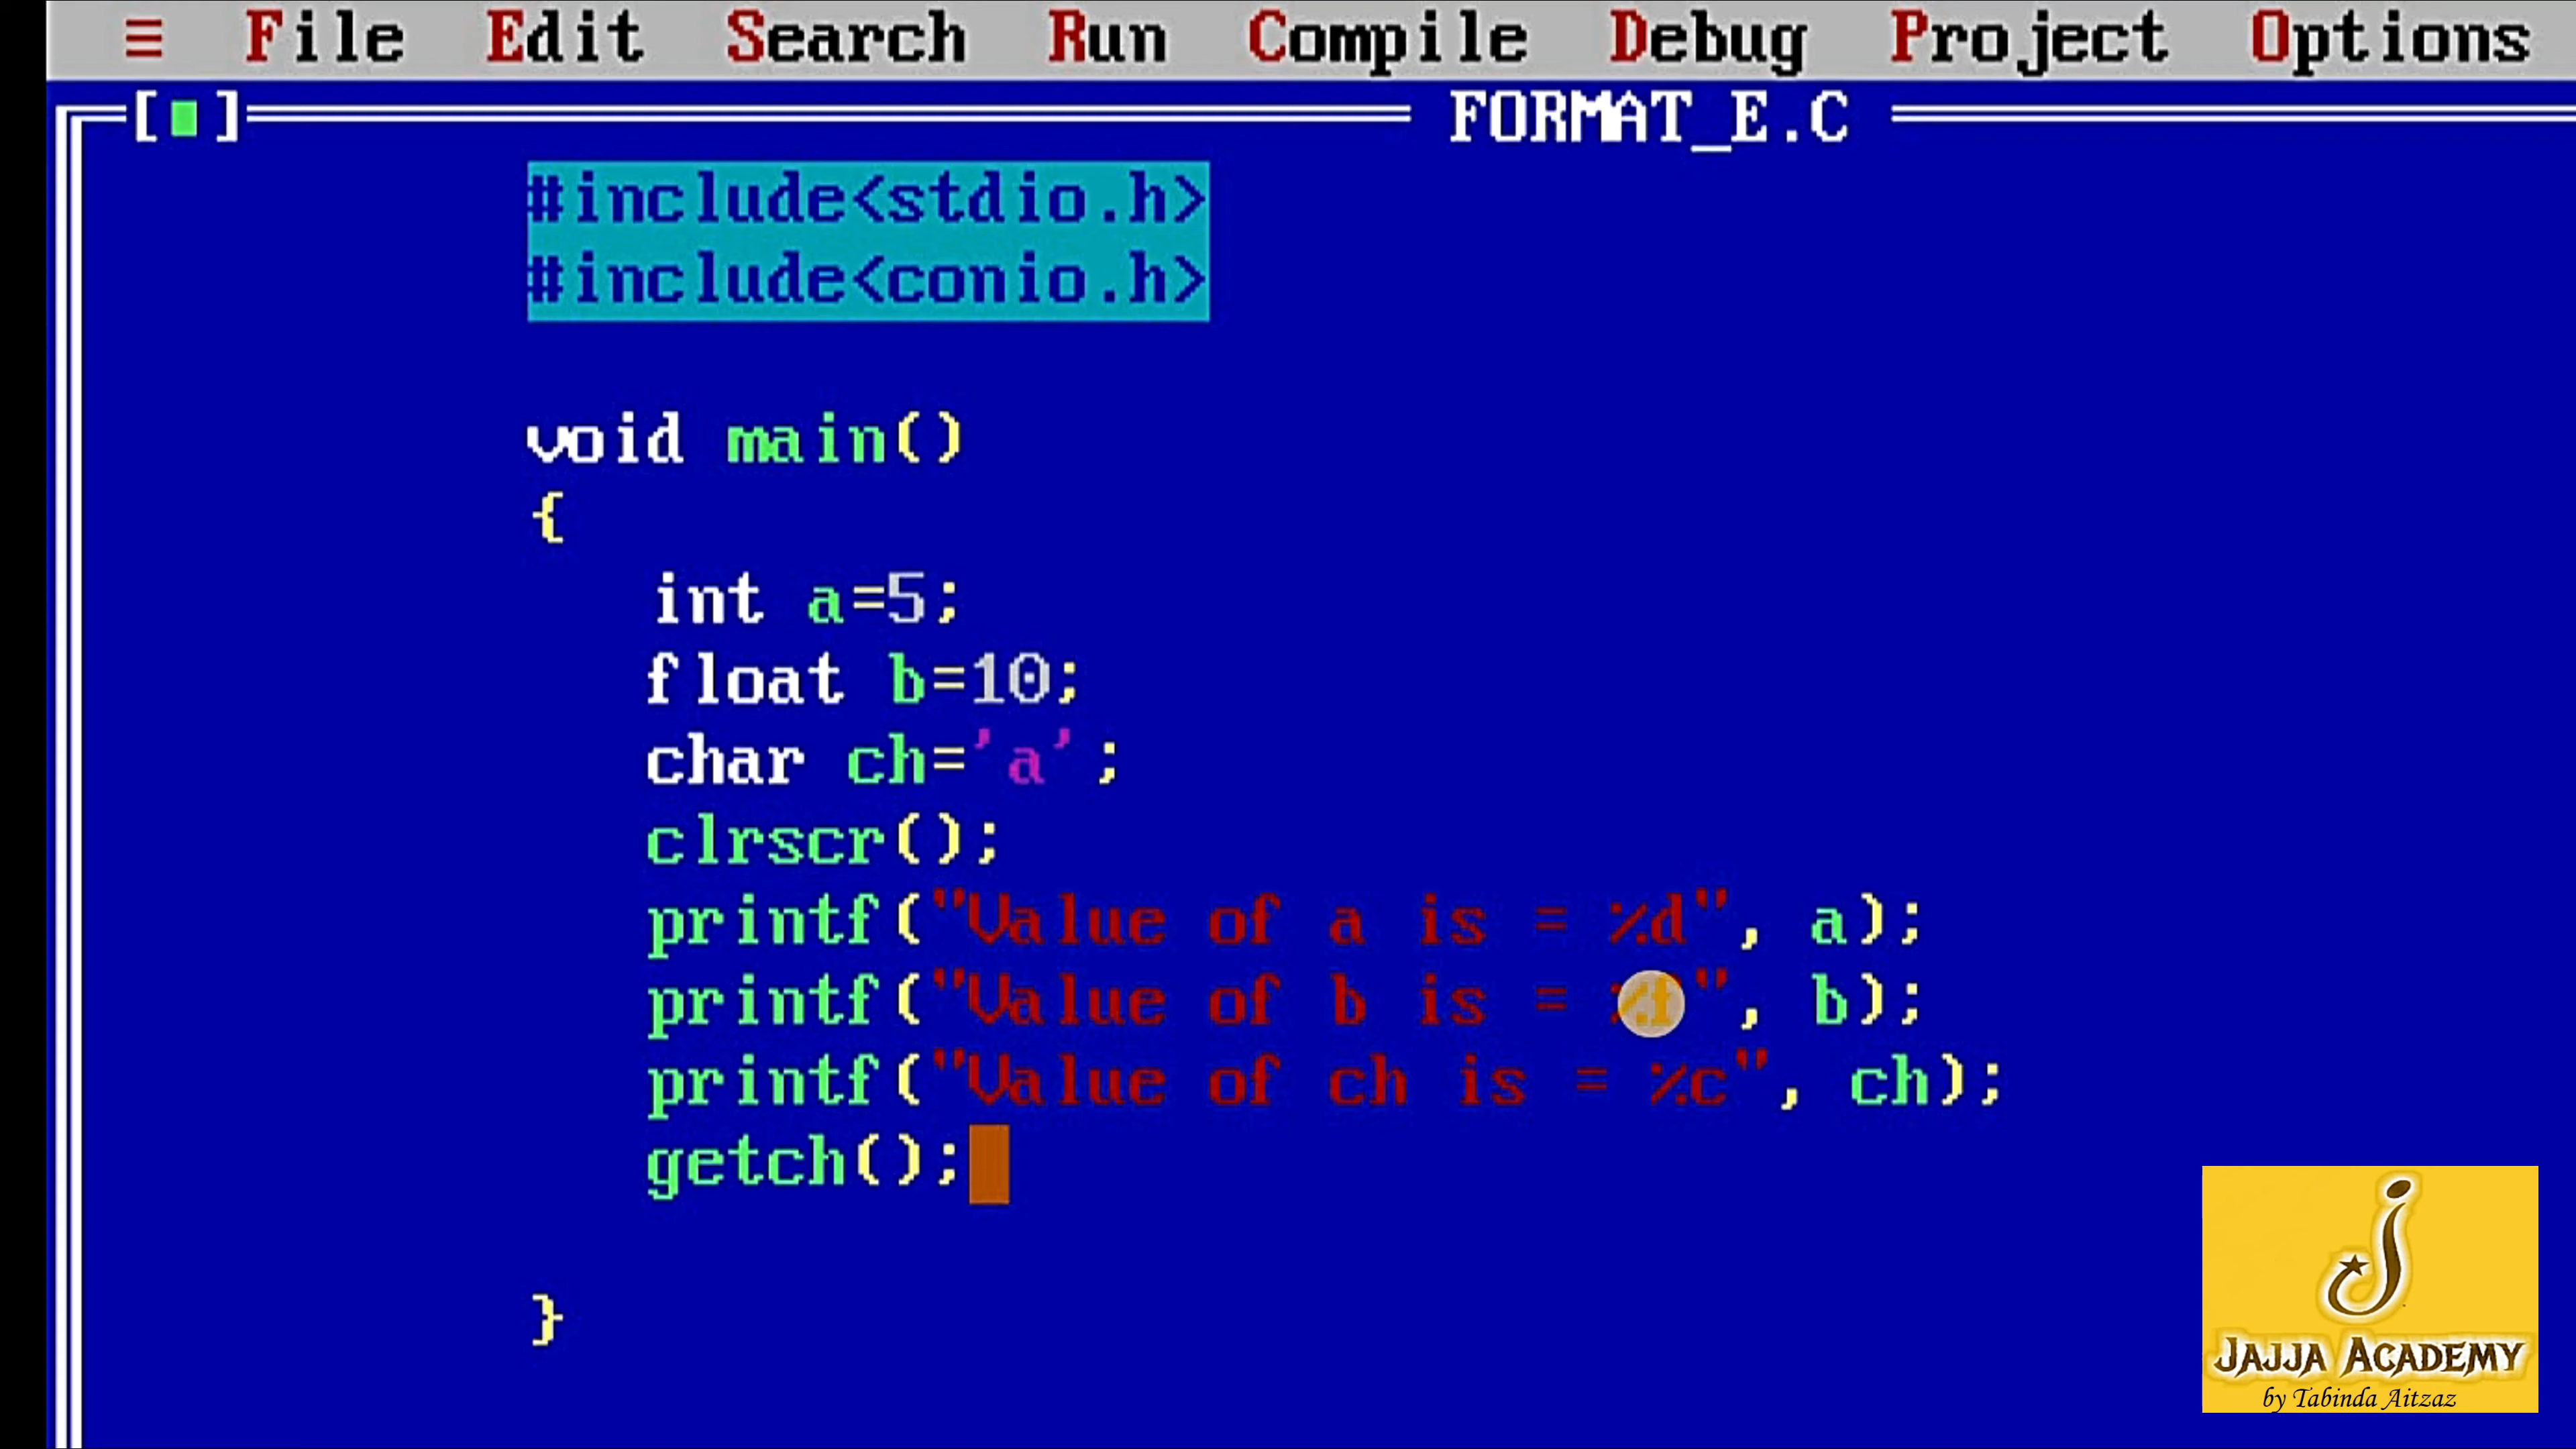 ≡ File Edit Search Run Compile Debug Project Options
[■] FORMAT_E.C
#include<stdio.h>
#include<conio.h>
void main()
{
int a=5;
float b=10;
char ch='a';
clrscr();
printf("Value of a is = %d", a);
printf("Value of b is = %f", b);
printf("Value of ch is = %c", ch);
getch();
}
JAJJA ACADEMY
by Tabinda Aitzaz